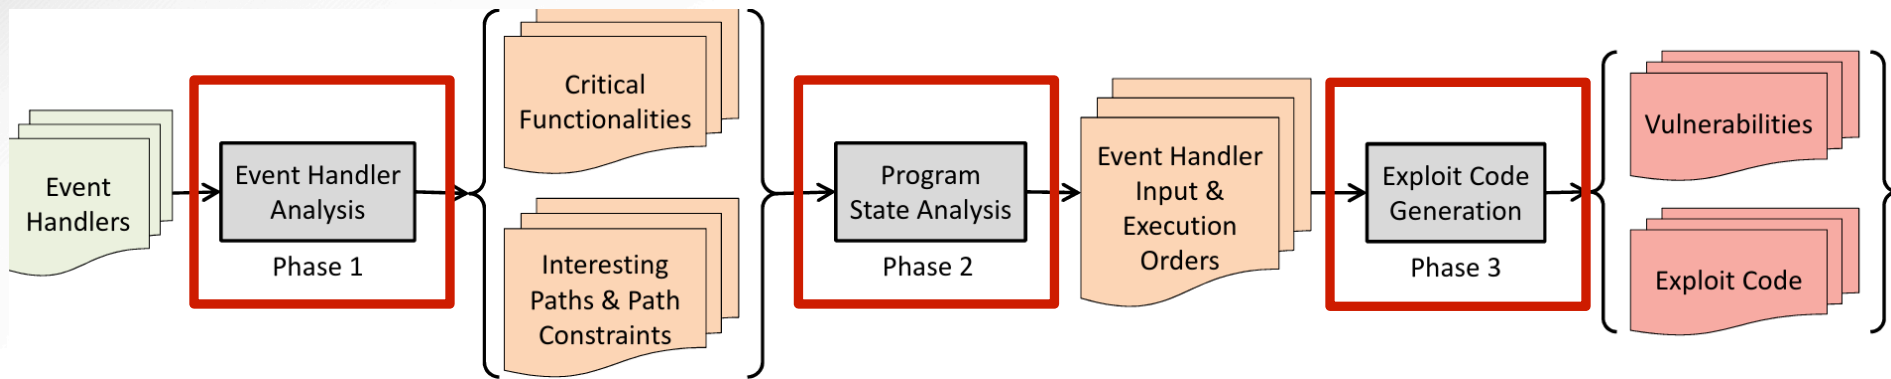 Event
Handlers
Event Handler
Analysis
Phase 1
Critical
Functionalities
Interesting
Paths & Path
Constraints
Program
State Analysis
Phase 2
Event Handler
Input &
Execution
Orders
Exploit Code
Generation
Phase 3
Vulnerabilities
Exploit Code